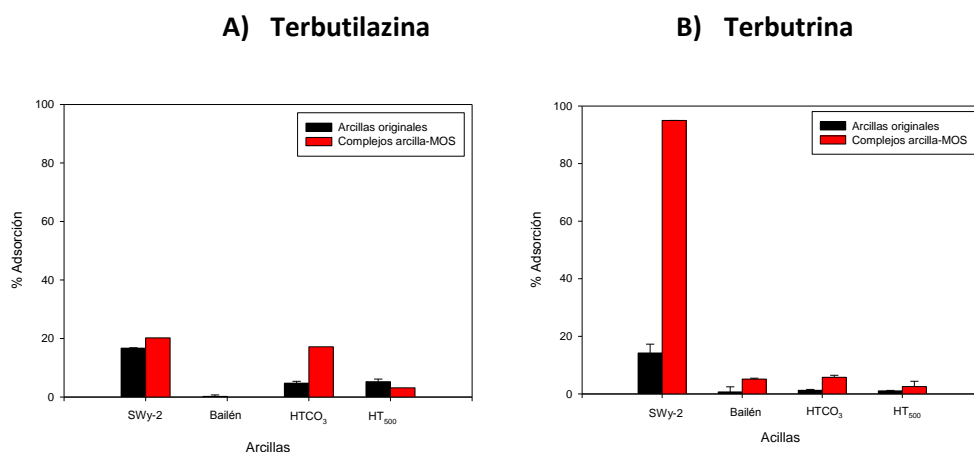 A) Terbutilazina
100
80
60
40
20
0
% Adsorción
Arcillas originales
Complejos arcilla-MOS
SWy-2
Bailén
HTCO₃
HT₅₀₀
Arcillas
B) Terbutrina
100
80
60
40
20
0
% Adsorción
Arcillas originales
Complejos arcilla-MOS
SWy-2
Bailén
HTCO₃
HT₅₀₀
Acillas